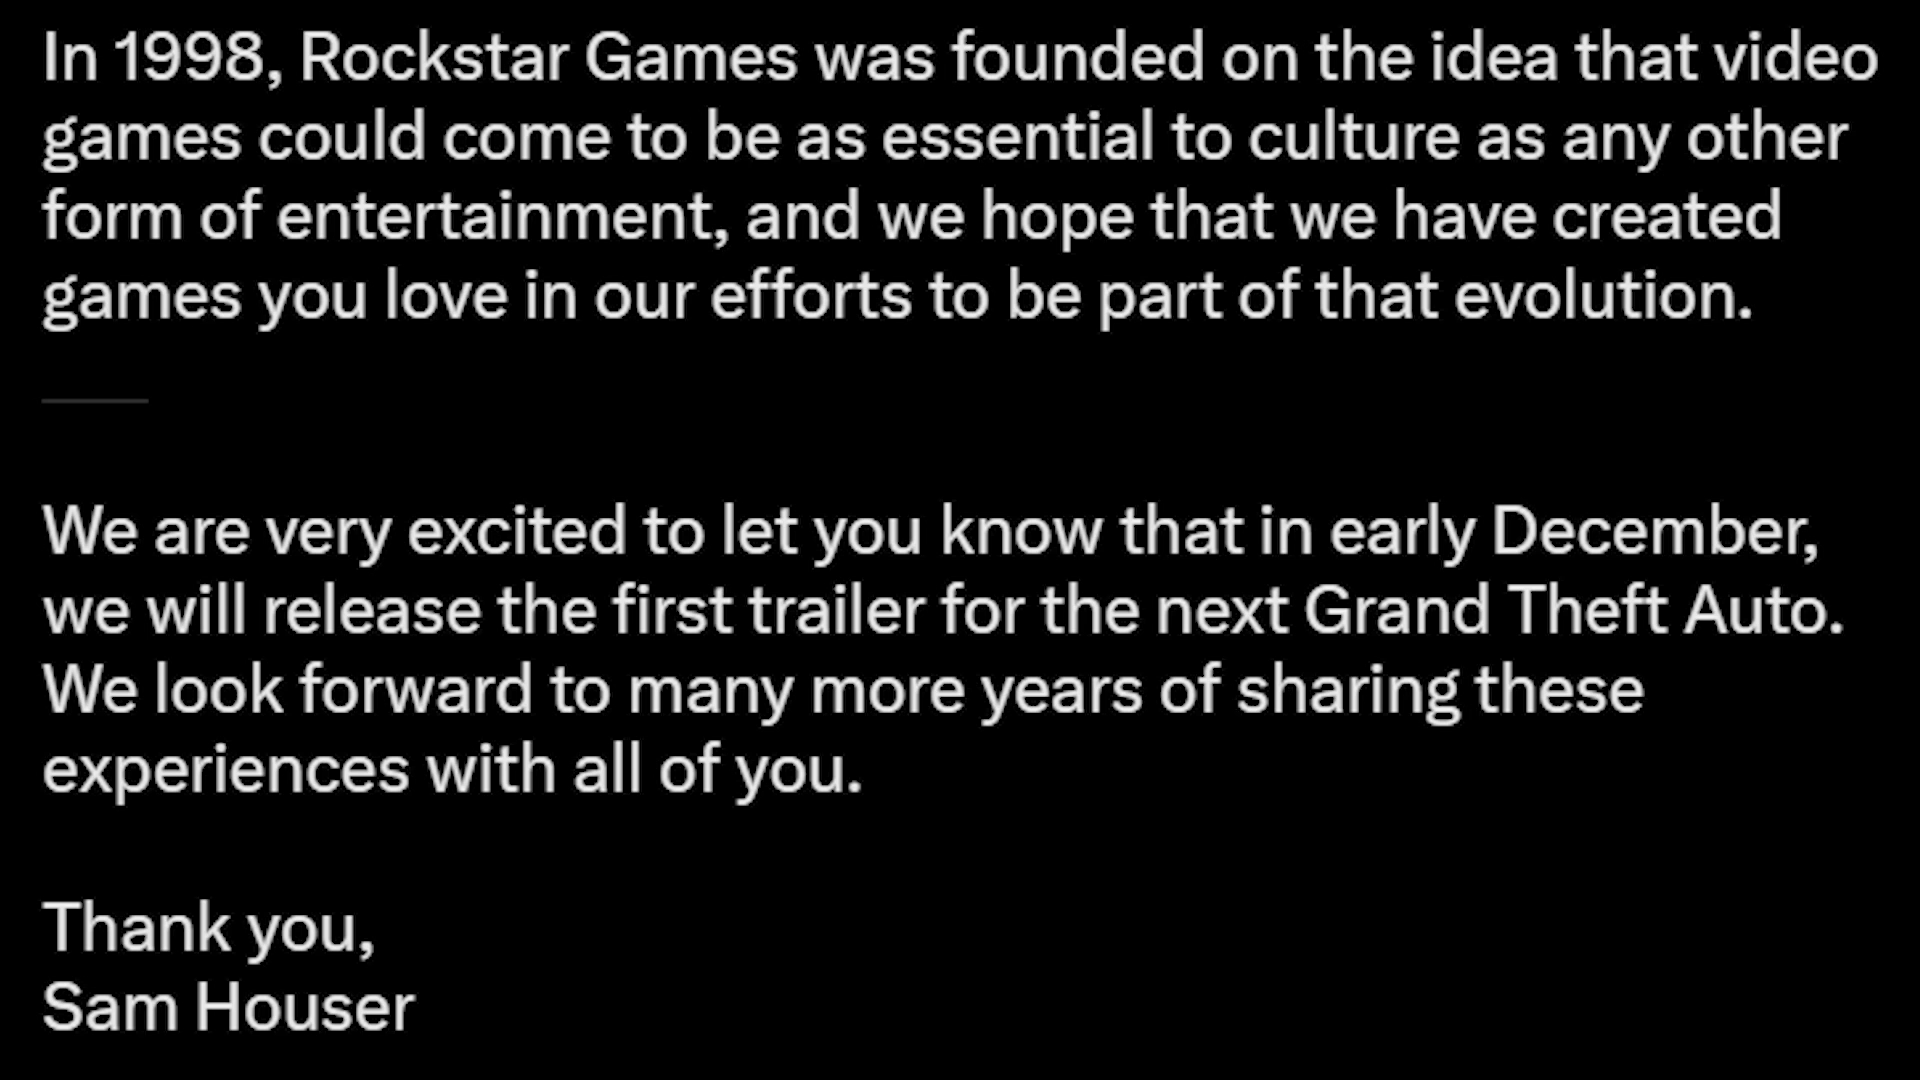 In 1998, Rockstar Games was founded on the idea that video
games could come to be as essential to culture as any other
form of entertainment, and we hope that we have created
games you love in our efforts to be part of that evolution.
We are very excited to let you know that in early December,
we will release the first trailer for the next Grand Theft Auto.
We look forward to many more years of sharing these
experiences with all of you.
Thank you,
Sam Houser